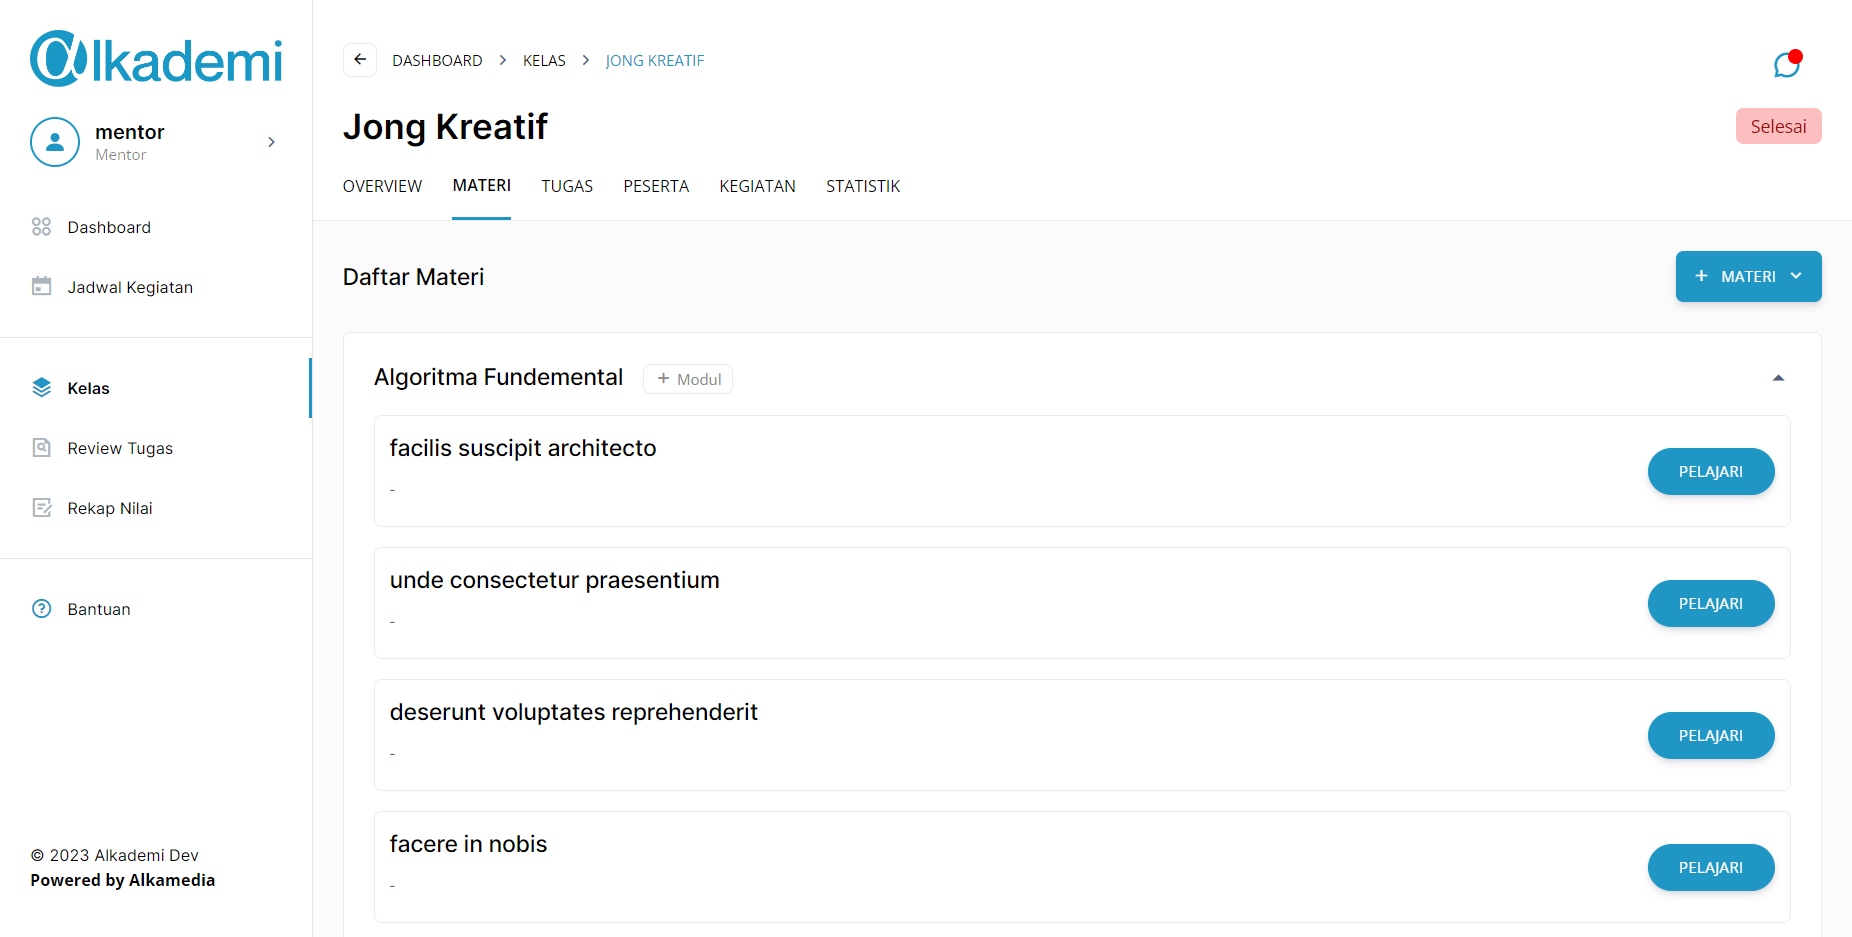 @lkademi
mentor
Mentor
Dashboard
Jadwal Kegiatan
Kelas
Review Tugas
Rekap Nilai
Bantuan
© 2023 Alkademi Dev
Powered by Alkamedia
DASHBOARD > KELAS > JONG KREATIF
Jong Kreatif
Selesai
OVERVIEW MATERI TUGAS PESERTA KEGIATAN STATISTIK
Daftar Materi
+ MATERI
Algoritma Fundemental + Modul
facilis suscipit architecto
-
PELAJARI
unde consectetur praesentium
-
PELAJARI
deserunt voluptates reprehenderit
-
PELAJARI
facere in nobis
-
PELAJARI